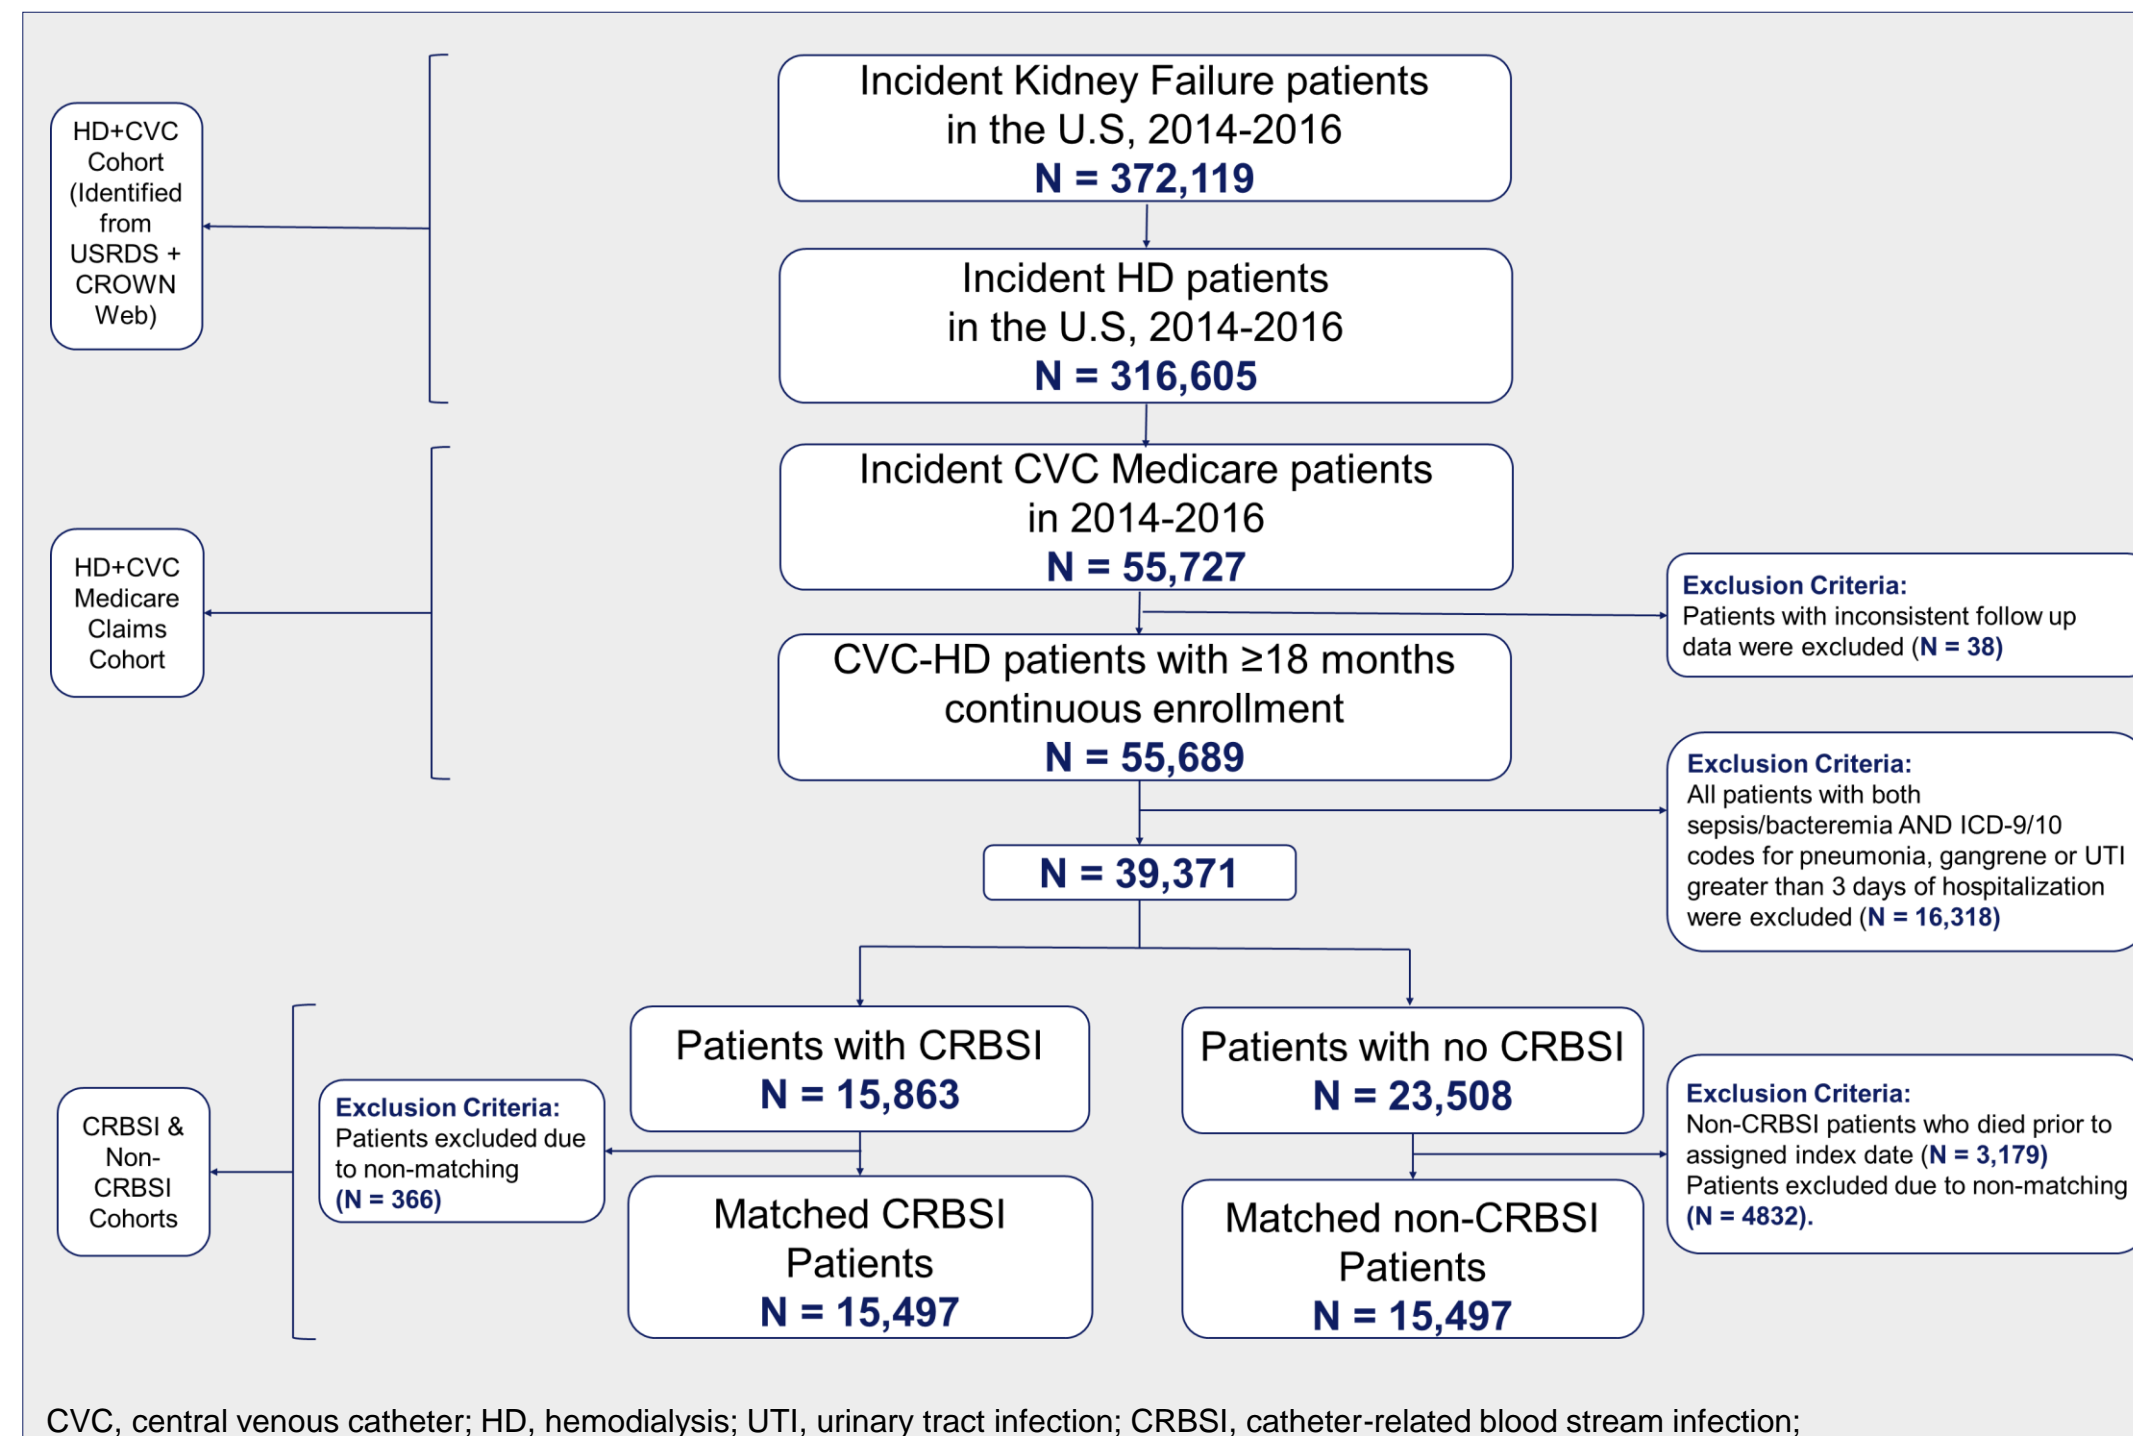 Incident Kidney Failure patients
in the U.S, 2014-2016
N = 372,119
HD+CVC
Cohort
(Identified
from
USRDS +
CROWN
Web)
Incident HD patients
in the U.S, 2014-2016
N = 316,605
Incident CVC Medicare patients
in 2014-2016
N = 55,727
HD+CVC
Medicare
Claims
Cohort
Exclusion Criteria:
Patients with inconsistent follow up
data were excluded (N = 38)
CVC-HD patients with ≥18 months
continuous enrollment
N = 55,689
Exclusion Criteria:
All patients with both
sepsis/bacteremia AND ICD-9/10
codes for pneumonia, gangrene or UTI
greater than 3 days of hospitalization
were excluded (N = 16,318)
N = 39,371
Patients with CRBSI
N = 15,863
Patients with no CRBSI
N = 23,508
CRBSI &
Non-
CRBSI
Cohorts
Exclusion Criteria:
Patients excluded due
to non-matching
(N = 366)
Exclusion Criteria:
Non-CRBSI patients who died prior to
assigned index date (N = 3,179)
Patients excluded due to non-matching
(N = 4832).
Matched CRBSI
Patients
N = 15,497
Matched non-CRBSI
Patients
N = 15,497
CVC, central venous catheter; HD, hemodialysis; UTI, urinary tract infection; CRBSI, catheter-related blood stream infection;